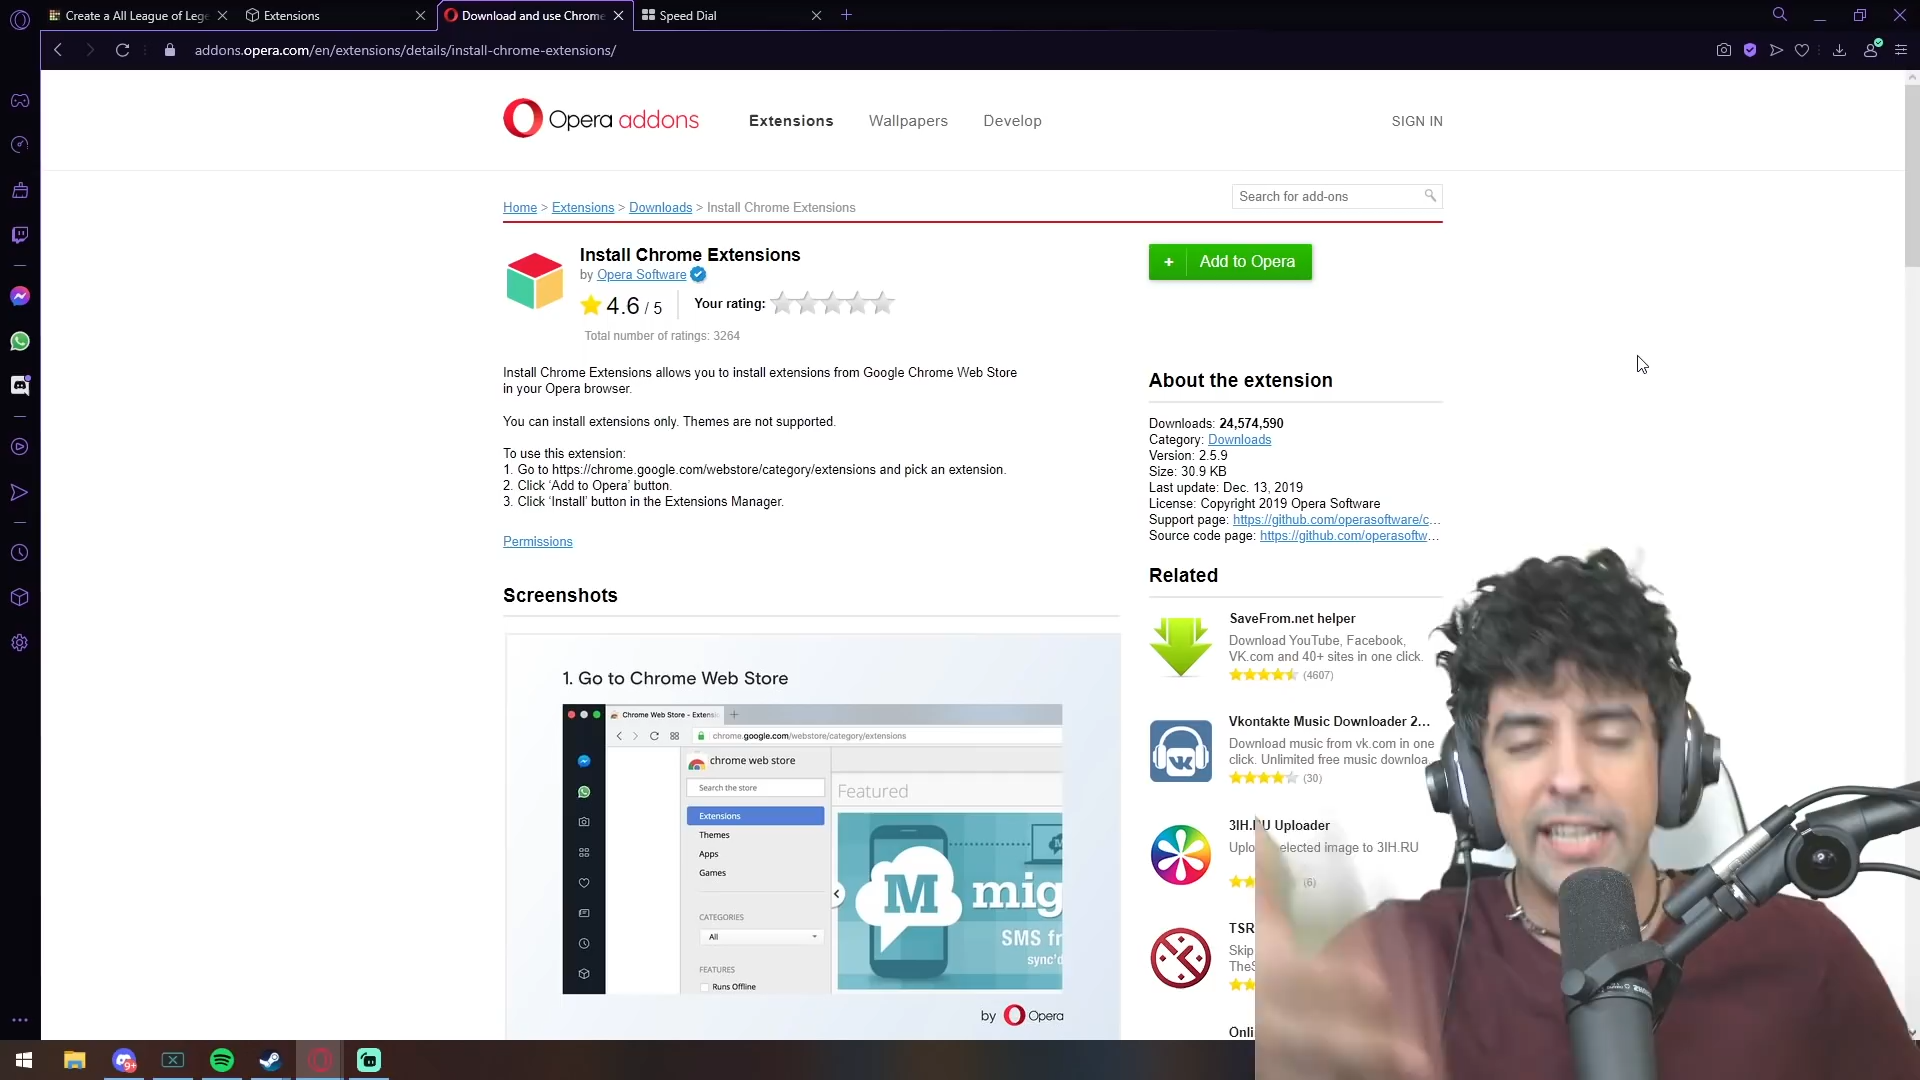 Create a All League of Lege
Extensions
Download and use Chrome
Speed Dial
addons.opera.com/en/extensions/details/install-chrome-extensions/
Opera addons
Extensions
Wallpapers
Develop
SIGN IN
Search for add-ons
Home > Extensions > Downloads > Install Chrome Extensions
Install Chrome Extensions
by Opera Software
4.6 / 5
Your rating:
Total number of ratings: 3264
+ Add to Opera
Install Chrome Extensions allows you to install extensions from Google Chrome Web Store
in your Opera browser.
You can install extensions only. Themes are not supported.
To use this extension:
1. Go to https://chrome.google.com/webstore/category/extensions and pick an extension.
2. Click ‘Add to Opera’ button.
3. Click ‘Install’ button in the Extensions Manager.
Permissions
About the extension
Downloads: 24,574,590
Category: Downloads
Version: 2.5.9
Size: 30.9 KB
Last update: Dec. 13, 2019
License: Copyright 2019 Opera Software
Support page: https://github.com/operasoftware/c...
Source code page: https://github.com/operasoftw...
Related
SaveFrom.net helper
Download YouTube, Facebook,
VK.com and 40+ sites in one click.
(4607)
Vkontakte Music Downloader 2...
Download music from vk.com in one
click. Unlimited free music downloa
(30)
3IH.RU Uploader
elected image to 3IH.RU
(6)
TSR
Skip
Onli
Screenshots
1. Go to Chrome Web Store
Chrome Web Store - Extensi
chrome.google.com/webstore/category/extensions
chrome web store
Search the store
Extensions
Themes
Apps
Games
CATEGORIES
All
FEATURES
Runs Offline
Featured
M
mig
SMS fr
sync'd
by Opera
9+